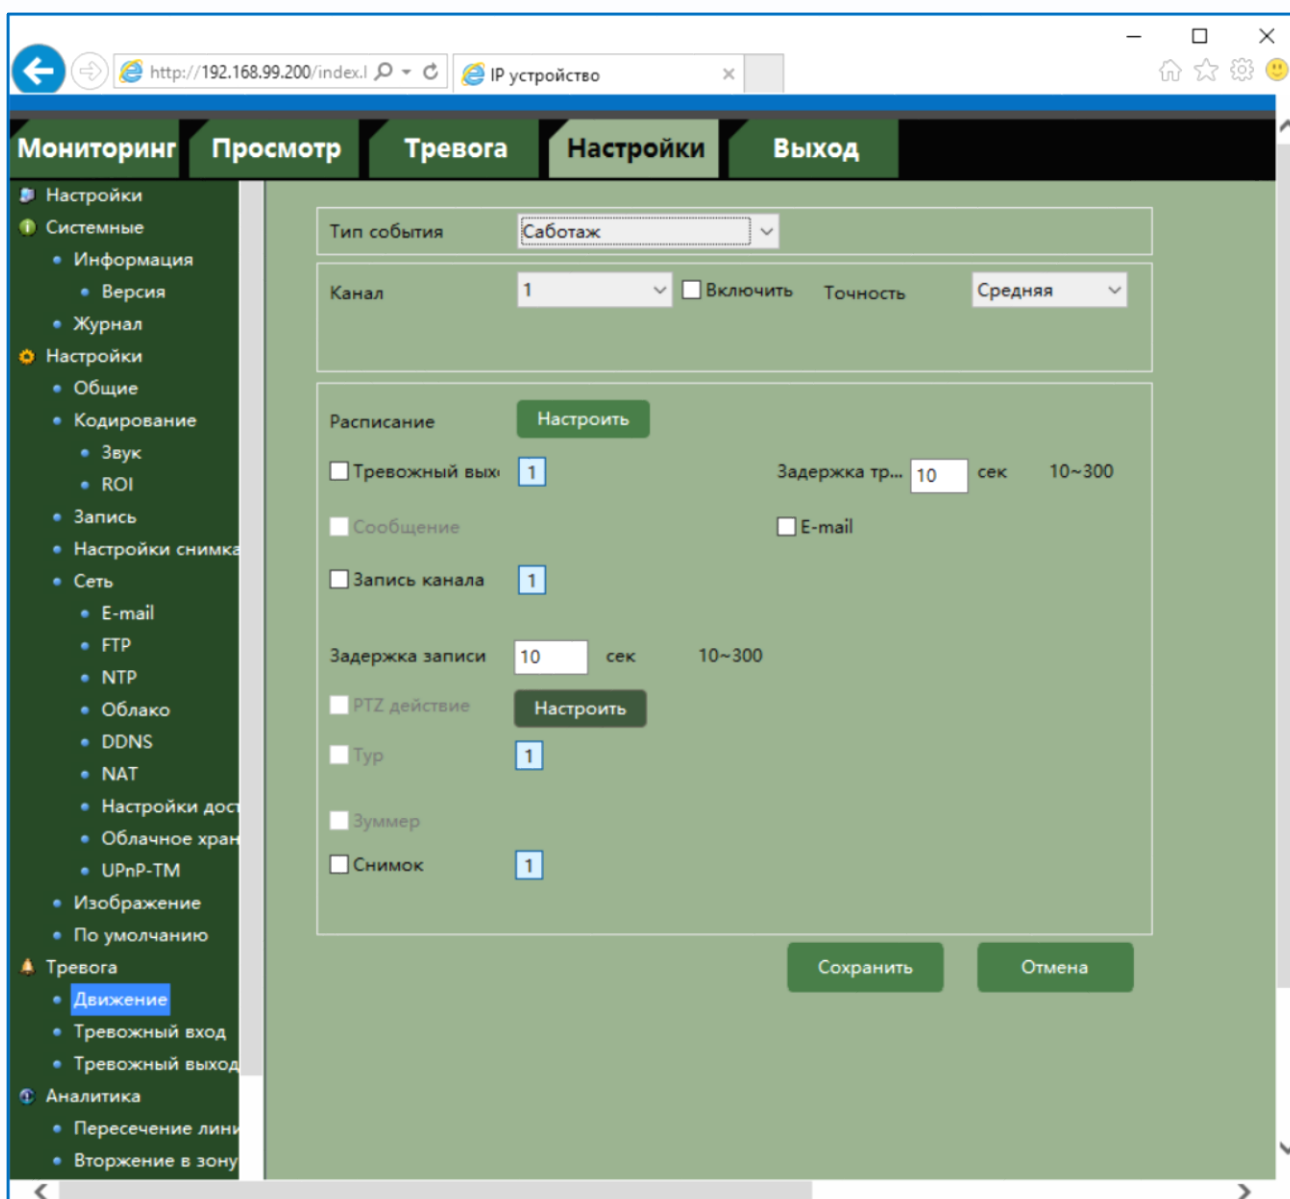 http://192.168.99.200/index.l
IP устройство
Мониторинг Просмотр Тревога Настройки Выход
Настройки
Системные
Информация
Версия
Журнал
Настройки
Общие
Кодирование
Звук
ROI
Запись
Настройки снимка
Сеть
E-mail
FTP
NTP
Облако
DDNS
NAT
Настройки дост
Облачное хран
UPnP-TM
Изображение
По умолчанию
Тревога
Движение
Тревожный вход
Тревожный выход
Аналитика
Пересечение лини
Вторжение в зону
Тип события Саботаж
Канал 1 Включить Точность Средняя
Расписание Настроить
Тревожный вых 1 Задержка тр... 10 сек 10~300
Сообщение E-mail
Запись канала 1
Задержка записи 10 сек 10~300
PTZ действие Настроить
Тур 1
Зуммер
Снимок 1
Сохранить Отмена